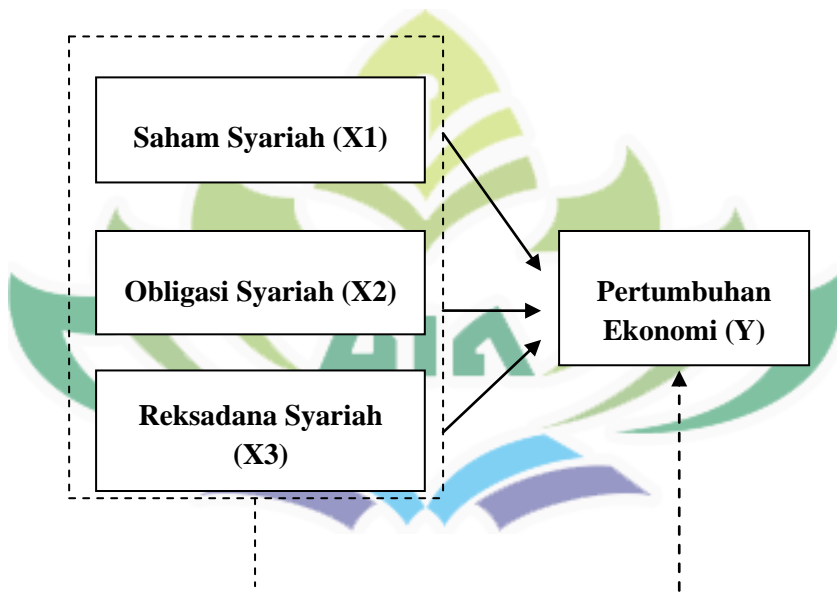 Saham Syariah (X1)
Obligasi Syariah (X2)
Pertumbuhan
Ekonomi (Y)
Reksadana Syariah
(X3)